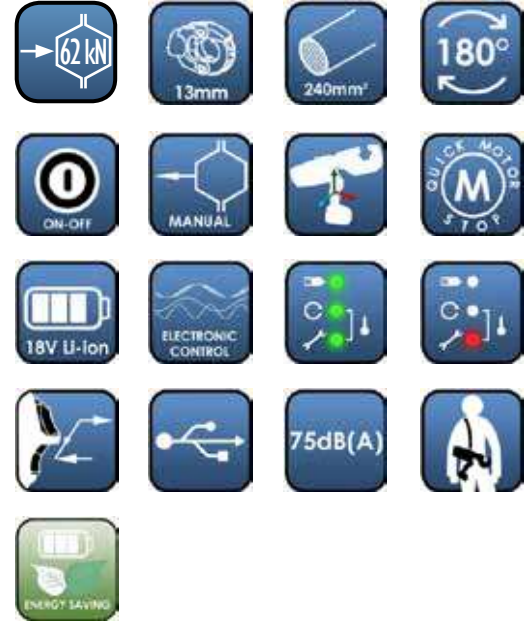 62 kN
13mm
240mm²
180°
ON-OFF
MANUAL
QUICK MOTOR STOP
M
18V Li-Ion
ELECTRONIC
CONTROL
75dB(A)
ENERGY SAVING